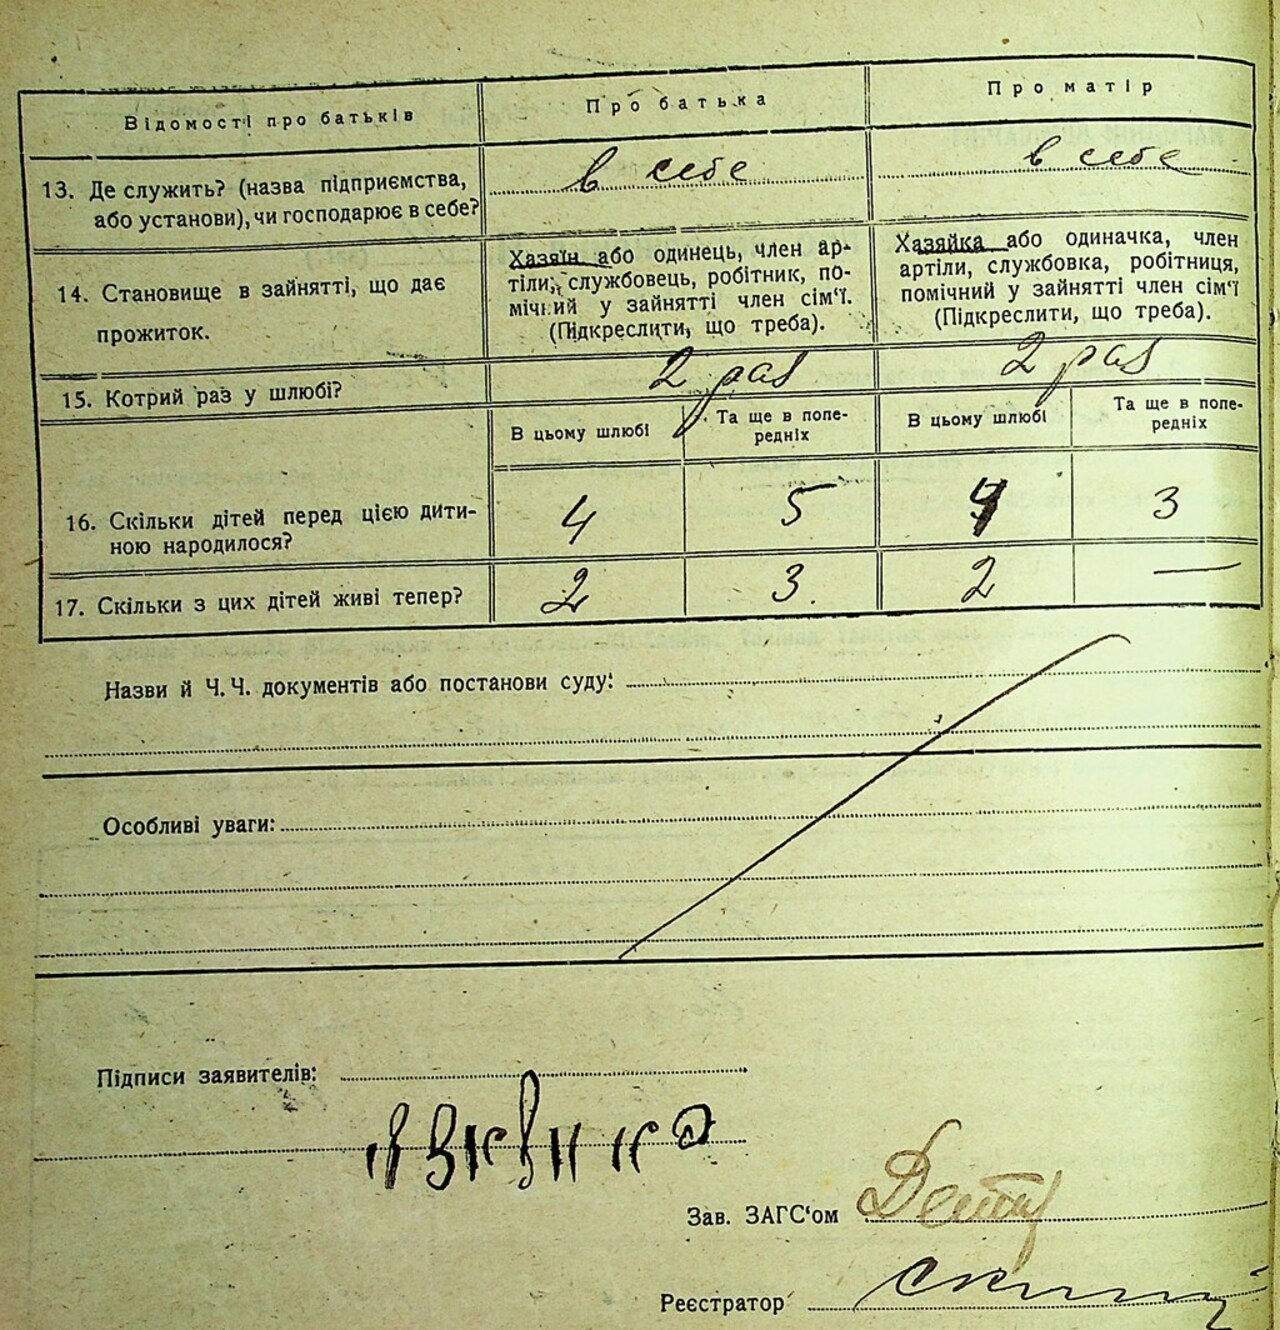 Відомості про батьків
Про батька
Про матір
13. Де служить? (назва підприємства,
або установи), чи господарює в себе?
в себе
в себе
14. Становище в зайнятті, що дає
прожиток.
Хазяїн або одинець, член ар-
тіли, службовець, робітник, по-
мічний у зайнятті член сім‘ї.
(Підкреслити, що треба).
Хазяйка або одиначка, член
артіли, службовка, робітниця,
помічний у зайнятті член сім‘ї
(Підкреслити, що треба).
15. Котрий раз у шлюбі?
2 раз
2 раз
В цьому шлюбі
Та ще в попе-
редніх
В цьому шлюбі
Та ще в попе-
редніх
16. Скільки дітей перед цією дити-
ною народилося?
4
5
4
3
17. Скільки з цих дітей живі тепер?
2
3.
2
—
Назви й Ч. Ч. документів або постанови суду:
Особливі уваги:
Підписи заявителів:
Зав. ЗАГС‘ом
Реєстратор